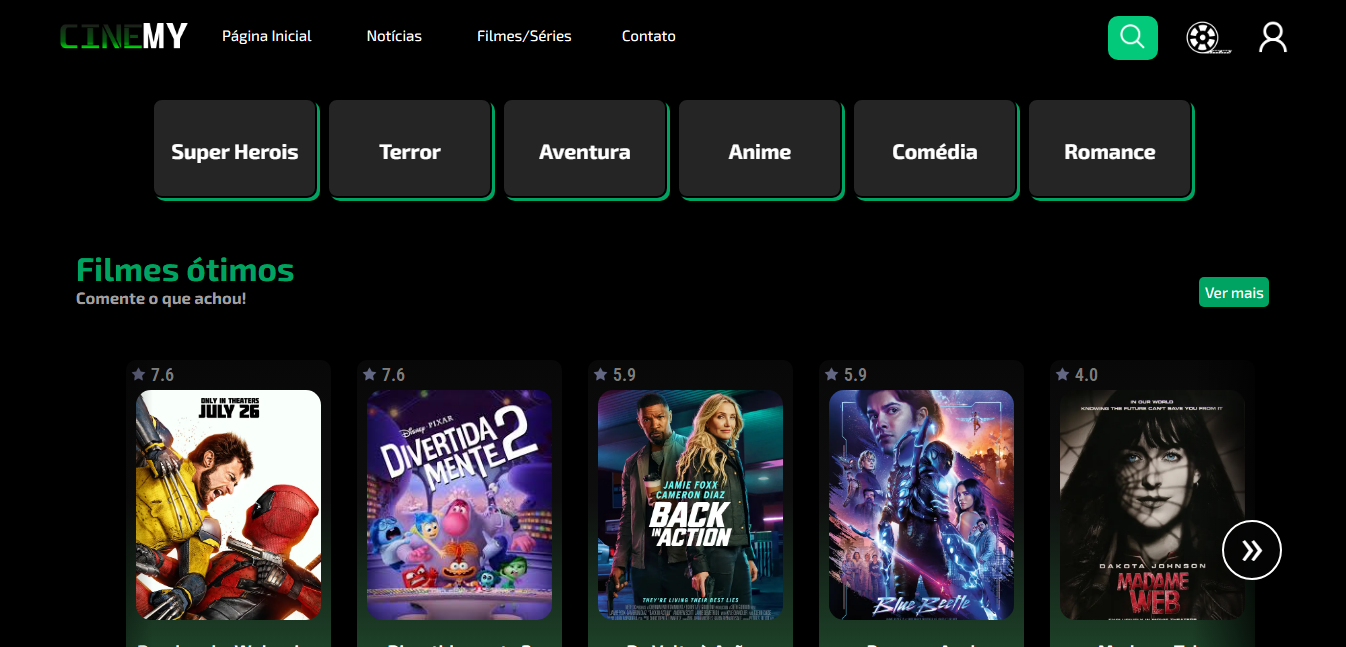 CINEMY
Página Inicial
Notícias
Filmes/Séries
Contato
Super Herois
Terror
Aventura
Anime
Comédia
Romance
Filmes ótimos
Comente o que achou!
Ver mais
7.6
7.6
5.9
5.9
4.0
ONLY IN THEATERS
JULY 26
Disney PIXAR
DIVERTIDA
MENTE 2
JAMIE FOXX
CAMERON DIAZ
BACK
IN ACTION
THEY'RE LIVING THEIR BEST LIES
Blue Beetle
IN OUR WORLD
KNOWING THE FUTURE CAN'T SAVE YOU FROM IT
DAKOTA JOHNSON
MADAME
WEB